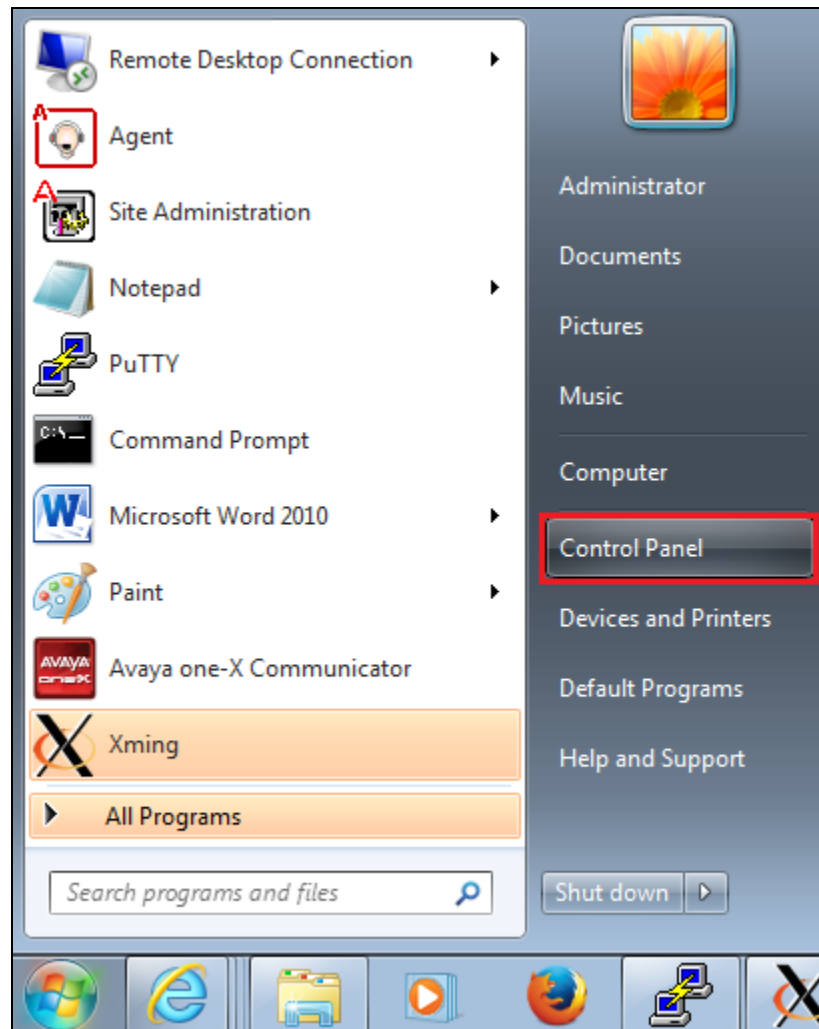 Remote Desktop Connection
A
Agent
A
Site Administration
Notepad
PuTTY
C:\
Command Prompt
W
Microsoft Word 2010
Paint
AVAYA
one-X
Avaya one-X Communicator
Xming
All Programs
Search programs and files
Administrator
Documents
Pictures
Music
Computer
Control Panel
Devices and Printers
Default Programs
Help and Support
Shut down